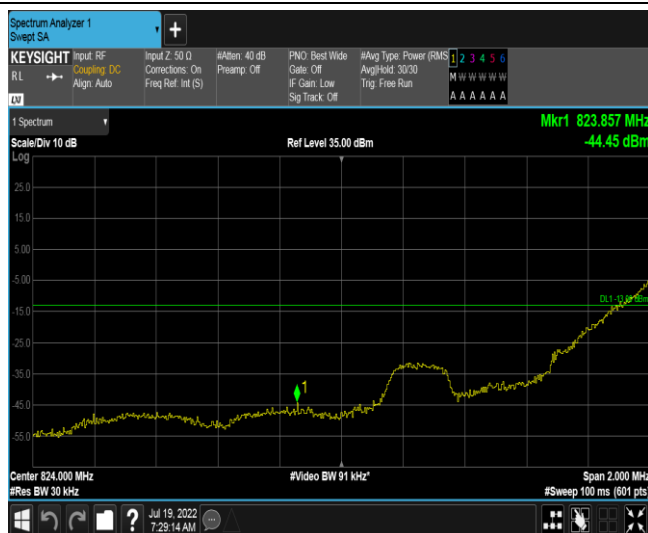 Spectrum Analyzer 1
Swept SA
+
KEYSIGHT
RL
LXI
Input: RF
Coupling: DC
Align: Auto
Input Z: 50 Ω
Corrections: On
Freq Ref: Int (S)
#Atten: 40 dB
Preamp: Off
PNO: Best Wide
Gate: Off
IF Gain: Low
Sig Track: Off
#Avg Type: Power (RMS
Avg|Hold: 30/30
Trig: Free Run
1 2 3 4 5 6
M W W W W W
A A A A A A
1 Spectrum
Scale/Div 10 dB
Ref Level 35.00 dBm
Mkr1 823.857 MHz
-44.45 dBm
Log
25.0
15.0
5.00
-5.00
DL1 -13.00 dBm
-15.0
-25.0
-35.0
-45.0
-55.0
1
Center 824.000 MHz
#Video BW 91 kHz*
Span 2.000 MHz
#Res BW 30 kHz
#Sweep 100 ms (601 pts)
?
Jul 19, 2022
7:29:14 AM